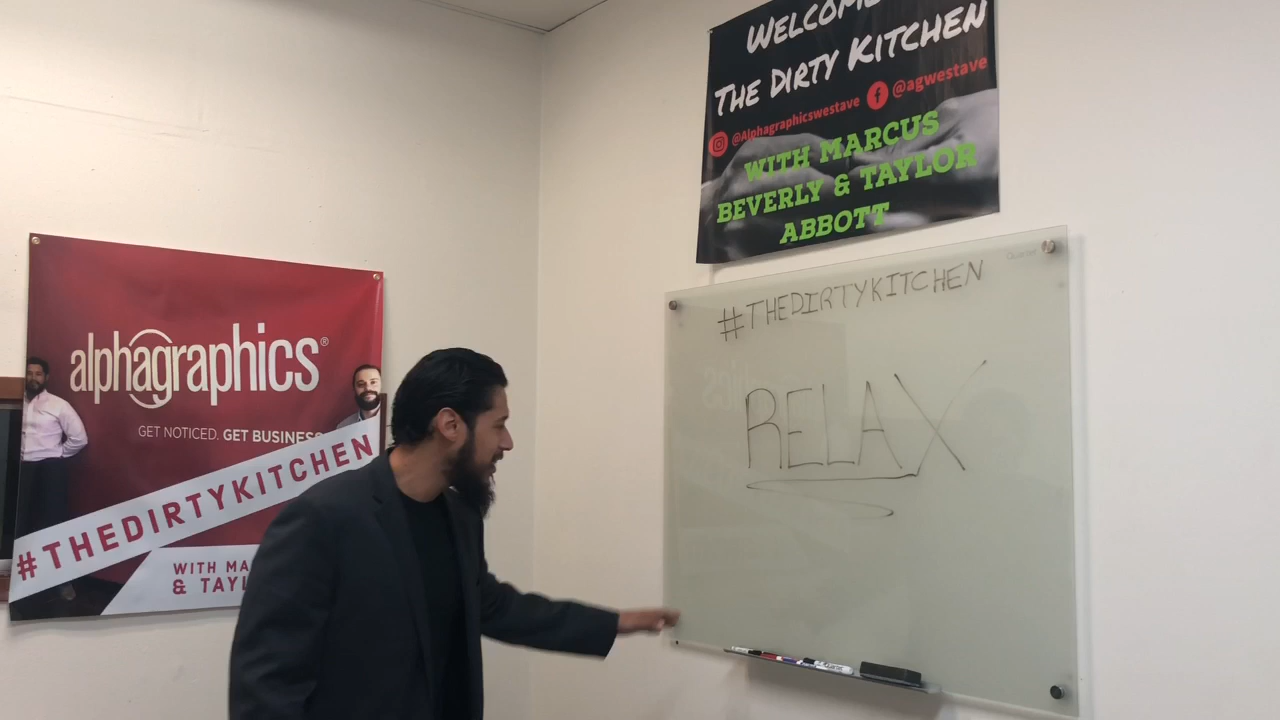 WELCOME
THE DIRTY KITCHEN
@Alphagraphicswestave @agwestave
WITH MARCUS
BEVERLY & TAYLOR
ABBOTT
#THEDIRTYKITCHEN
RELAX
alphagraphics®
GET NOTICED. GET BUSINESS
#THEDIRTYKITCHEN
WITH MA
& TAYL